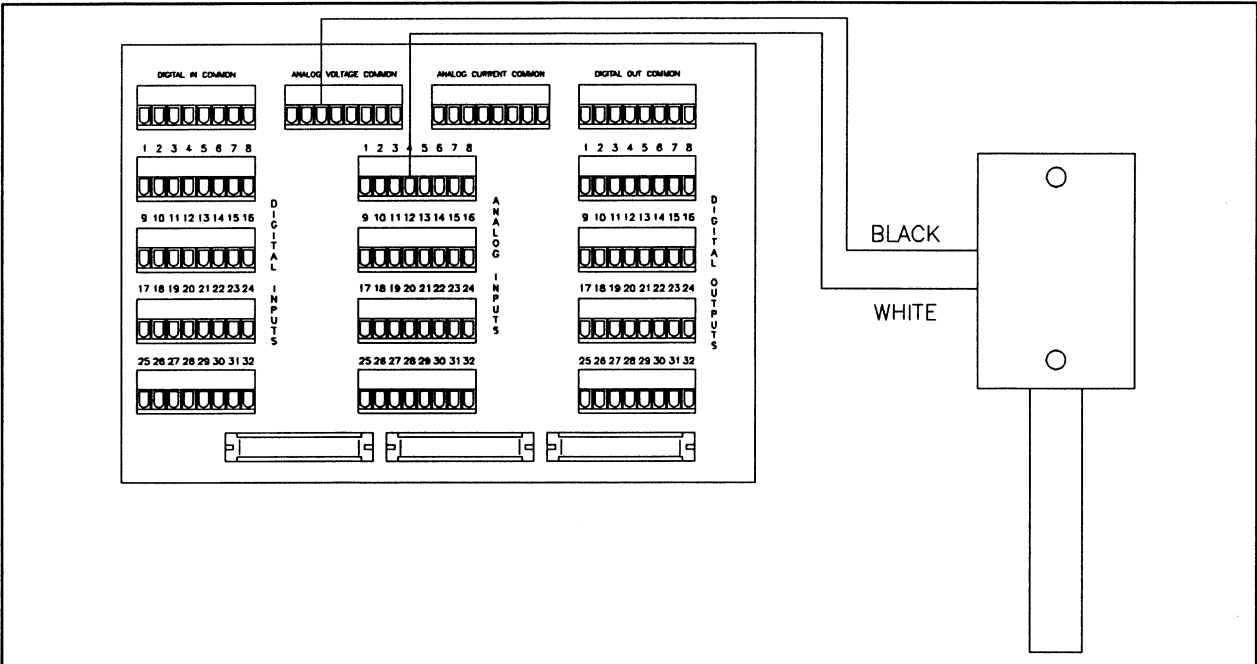 DIGITAL IN COMMON
ANALOG VOLTAGE COMMON
ANALOG CURRENT COMMON
DIGITAL OUT COMMON
1 2 3 4 5 6 7 8
1 2 3 4 5 6 7 8
1 2 3 4 5 6 7 8
9 10 11 12 13 14 15 16
9 10 11 12 13 14 15 16
9 10 11 12 13 14 15 16
17 18 19 20 21 22 23 24
17 18 19 20 21 22 23 24
17 18 19 20 21 22 23 24
25 26 27 28 29 30 31 32
25 26 27 28 29 30 31 32
25 26 27 28 29 30 31 32
DIGITAL INPUTS
ANALOG INPUTS
DIGITAL OUTPUTS
BLACK
WHITE